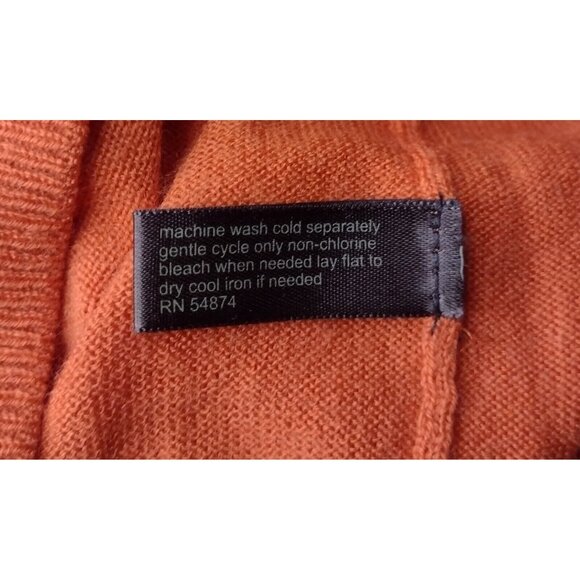 machine wash cold separately
gentle cycle only non-chlorine
bleach when needed lay flat to
dry cool iron if needed
RN 54874